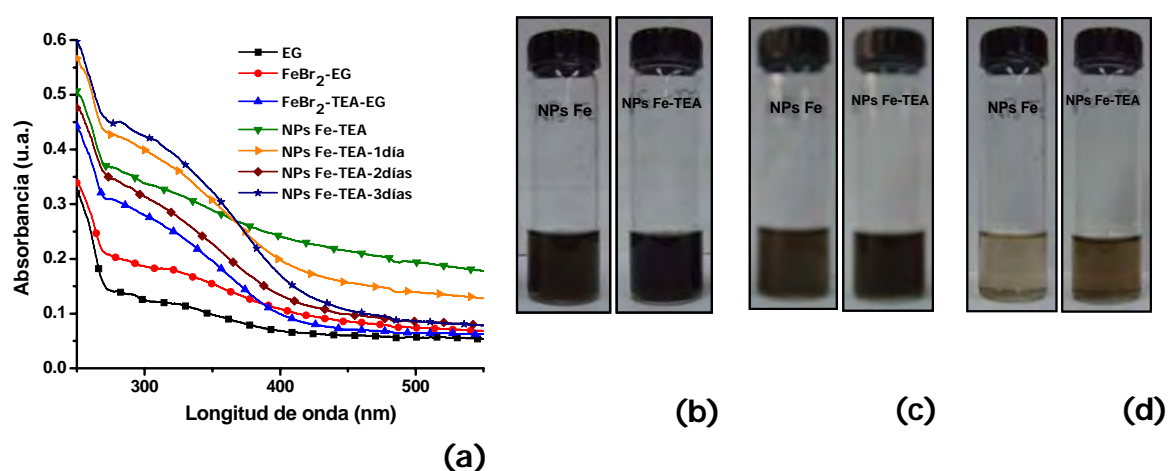 0.6
0.5
0.4
0.3
0.2
0.1
0.0
Absorbancia (u.a.)
300
400
500
Longitud de onda (nm)
EG
FeBr2-EG
FeBr2-TEA-EG
NPs Fe-TEA
NPs Fe-TEA-1día
NPs Fe-TEA-2días
NPs Fe-TEA-3días
(a)
NPs Fe
NPs Fe-TEA
(b)
NPs Fe
NPs Fe-TEA
(c)
NPs Fe
NPs Fe-TEA
(d)